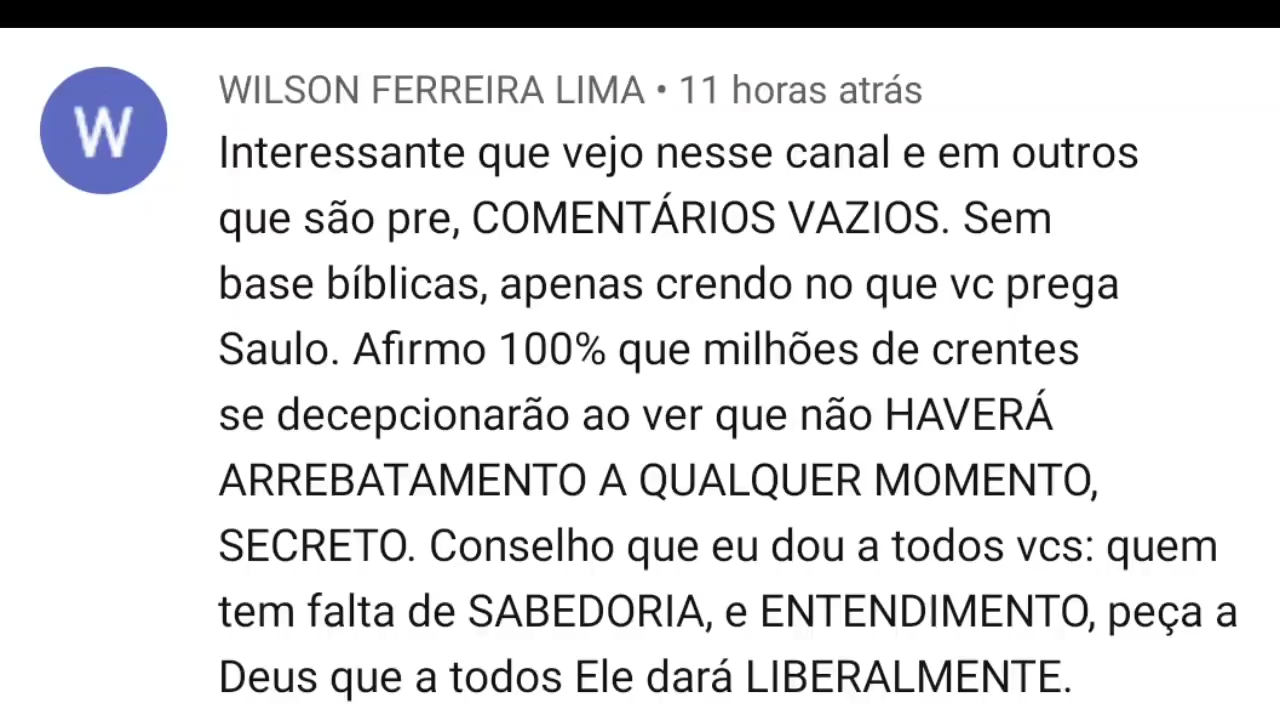 W
WILSON FERREIRA LIMA • 11 horas atrás
Interessante que vejo nesse canal e em outros
que são pre, COMENTÁRIOS VAZIOS. Sem
base bíblicas, apenas crendo no que vc prega
Saulo. Afirmo 100% que milhões de crentes
se decepcionarão ao ver que não HAVERÁ
ARREBATAMENTO A QUALQUER MOMENTO,
SECRETO. Conselho que eu dou a todos vcs: quem
tem falta de SABEDORIA, e ENTENDIMENTO, peça a
Deus que a todos Ele dará LIBERALMENTE.